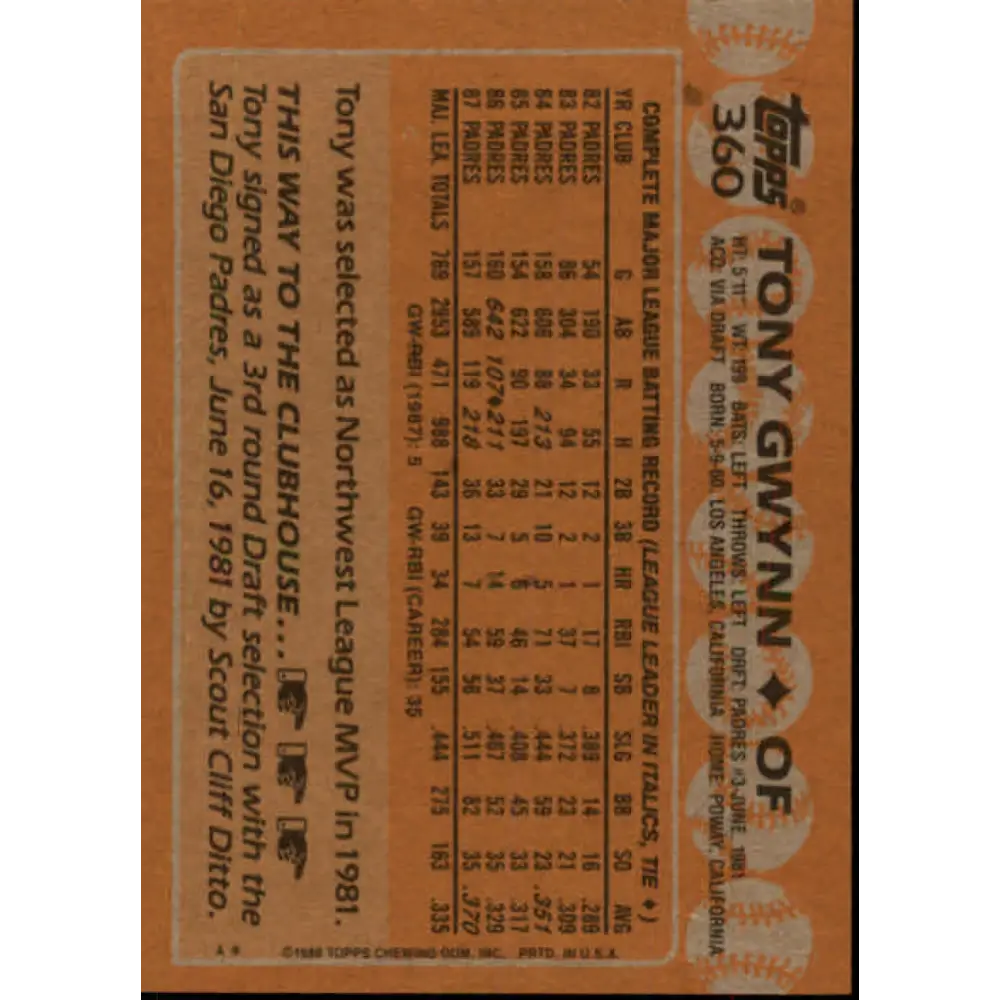 topps®
360
TONY GWYNN ♦ OF
HT: 5'11" WT: 199 BATS: LEFT THROWS: LEFT DRFT: PADRES #3-JUNE, 1981
ACQ: VIA DRAFT BORN: 5-9-60, LOS ANGELES, CALIFORNIA HOME: POWAY, CALIFORNIA
COMPLETE MAJOR LEAGUE BATTING RECORD (LEAGUE LEADER IN ITALICS, TIE ♦)
YR CLUB G AB R H 2B 3B HR RBI SB SLG BB SO AVG
82 PADRES 54 190 33 55 12 2 1 17 8 .389 14 16 .289
83 PADRES 86 304 34 94 12 2 1 37 7 .372 23 21 .309
84 PADRES 158 606 88 213 21 10 5 71 33 .444 59 23 .351
85 PADRES 154 622 90 197 29 5 6 46 14 .408 45 33 .317
86 PADRES 160 642 107♦211 33 7 14 59 37 .467 52 35 .329
87 PADRES 157 589 119 218 36 13 7 54 56 .511 82 35 .370
MAJ. LEA. TOTALS 769 2953 471 988 143 39 34 284 155 .444 275 163 .335
GW-RBI (1987): 5 GW-RBI (CAREER): 35
Tony was selected as Northwest League MVP in 1981.
THIS WAY TO THE CLUBHOUSE...
Tony signed as a 3rd round Draft selection with the
San Diego Padres, June 16, 1981 by Scout Cliff Ditto.
©1988 TOPPS CHEWING GUM, INC. PRTD. IN U.S.A.
A *